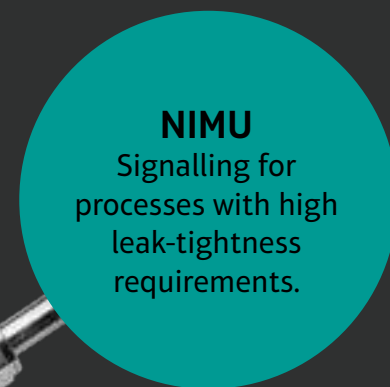 NIMU
Signalling for
processes with high
leak-tightness
requirements.